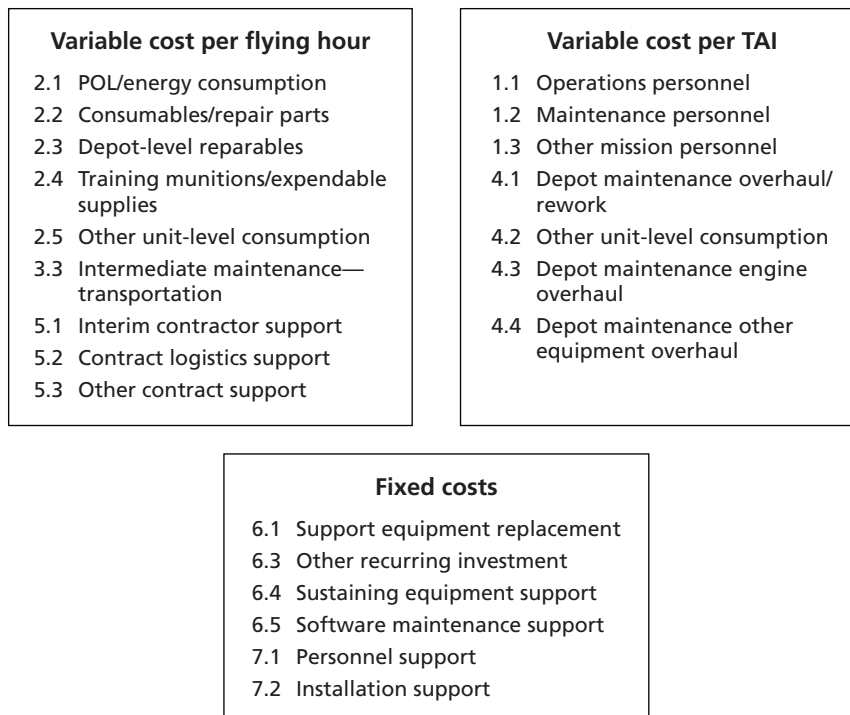 Variable cost per flying hour
2.1 POL/energy consumption
2.2 Consumables/repair parts
2.3 Depot-level reparables
2.4 Training munitions/expendable
supplies
2.5 Other unit-level consumption
3.3 Intermediate maintenance—
transportation
5.1 Interim contractor support
5.2 Contract logistics support
5.3 Other contract support
Variable cost per TAI
1.1 Operations personnel
1.2 Maintenance personnel
1.3 Other mission personnel
4.1 Depot maintenance overhaul/
rework
4.2 Other unit-level consumption
4.3 Depot maintenance engine
overhaul
4.4 Depot maintenance other
equipment overhaul
Fixed costs
6.1 Support equipment replacement
6.3 Other recurring investment
6.4 Sustaining equipment support
6.5 Software maintenance support
7.1 Personnel support
7.2 Installation support